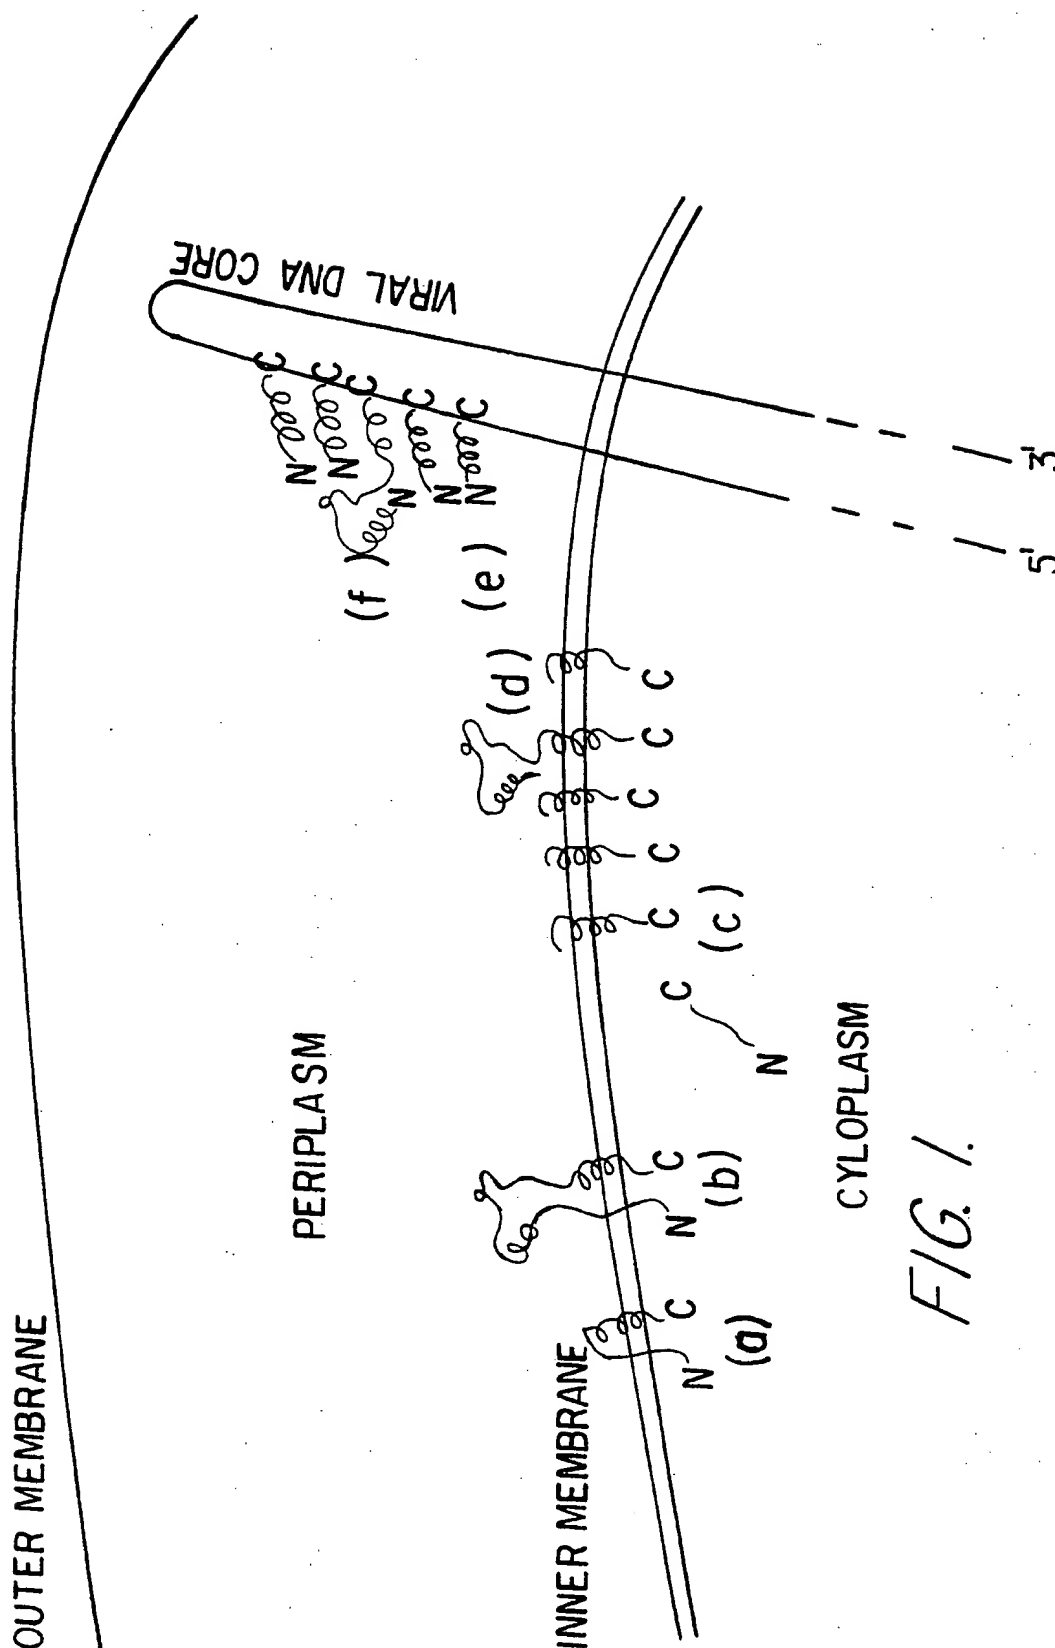 OUTER MEMBRANE
VIRAL DNA CORE
PERIPLASM
N C
N C
(f) N C
N C
(e) N C
(d)
INNER MEMBRANE
C C C C C
(c)
C
N
N C
(b)
N C
(a)
CYLOPLASM
5' 3'
FIG. 1.